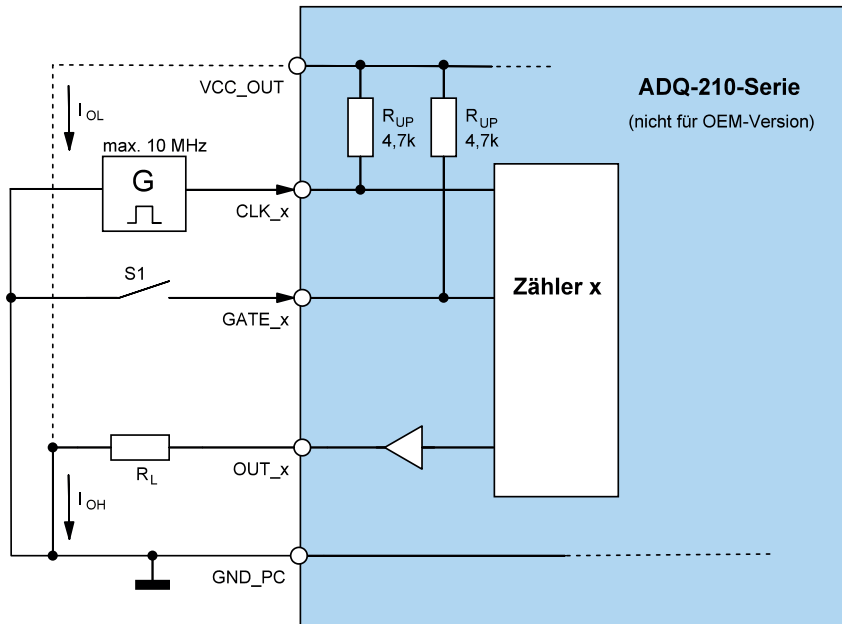 VCC_OUT
ADQ-210-Serie
(nicht für OEM-Version)
I OL
R UP
4,7k
R UP
4,7k
max. 10 MHz
G
CLK_x
S1
Zähler x
GATE_x
OUT_x
R L
I OH
GND_PC